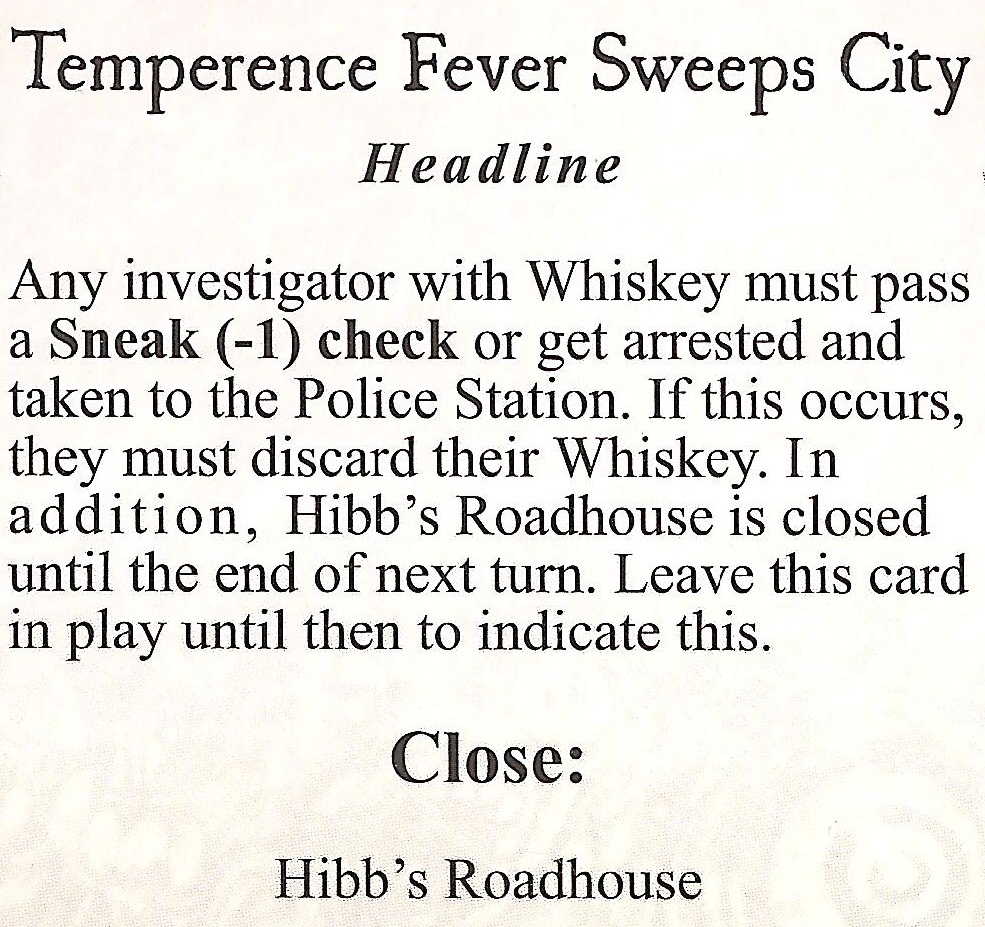 Temperence Fever Sweeps City
Headline
Any investigator with Whiskey must pass
a Sneak (-1) check or get arrested and
taken to the Police Station. If this occurs,
they must discard their Whiskey. In
addition, Hibb's Roadhouse is closed
until the end of next turn. Leave this card
in play until then to indicate this.
Close:
Hibb's Roadhouse